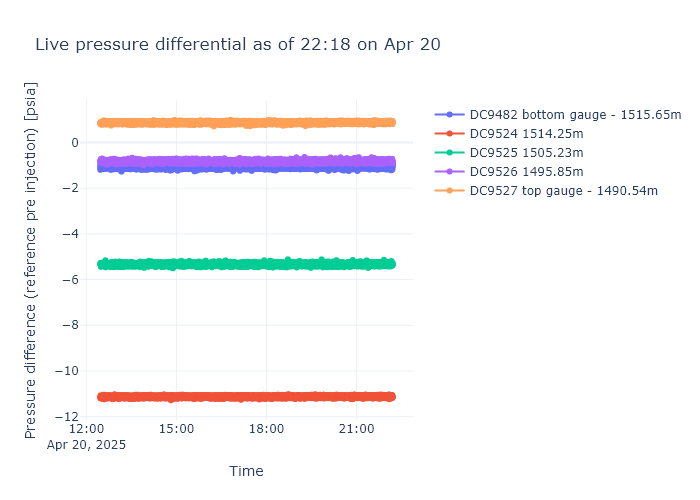 Live pressure differential as of 22:18 on Apr 20
Pressure difference (reference pre injection) [psia]
0
−2
−4
−6
−8
−10
−12
12:00
15:00
18:00
21:00
Apr 20, 2025
Time
DC9482 bottom gauge - 1515.65m
DC9524 1514.25m
DC9525 1505.23m
DC9526 1495.85m
DC9527 top gauge - 1490.54m